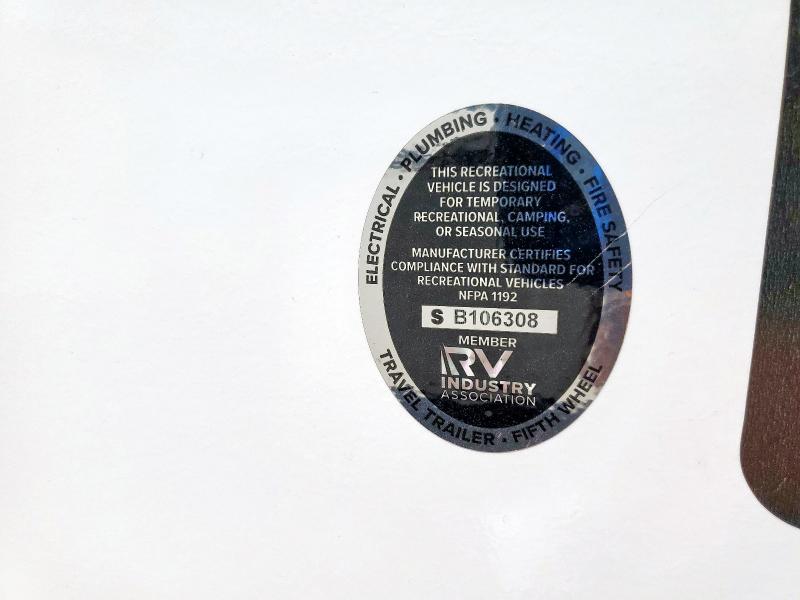 ELECTRICAL • PLUMBING • HEATING • FIRE SAFETY
THIS RECREATIONAL
VEHICLE IS DESIGNED
FOR TEMPORARY
RECREATIONAL, CAMPING,
OR SEASONAL USE
MANUFACTURER CERTIFIES
COMPLIANCE WITH STANDARD FOR
RECREATIONAL VEHICLES
NFPA 1192
S B106308
MEMBER
RV
INDUSTRY
ASSOCIATION
TRAVEL TRAILER • FIFTH WHEEL